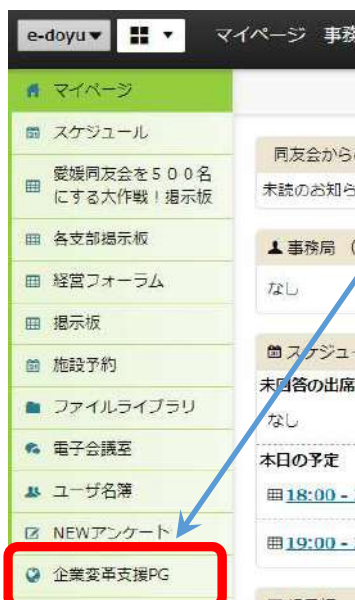 e-doyu▼
マイページ 事務
マイページ
スケジュール
愛媛同友会を500名
にする大作戦！掲示板
各支部掲示板
経営フォーラム
掲示板
施設予約
ファイルライブラリ
電子会議室
ユーザ名簿
NEWアンケート
企業変革支援PG
同友会から
未読のお知ら
事務局 （
なし
スケジュー
未回答の出席
なし
本日の予定
18:00 -
19:00 -